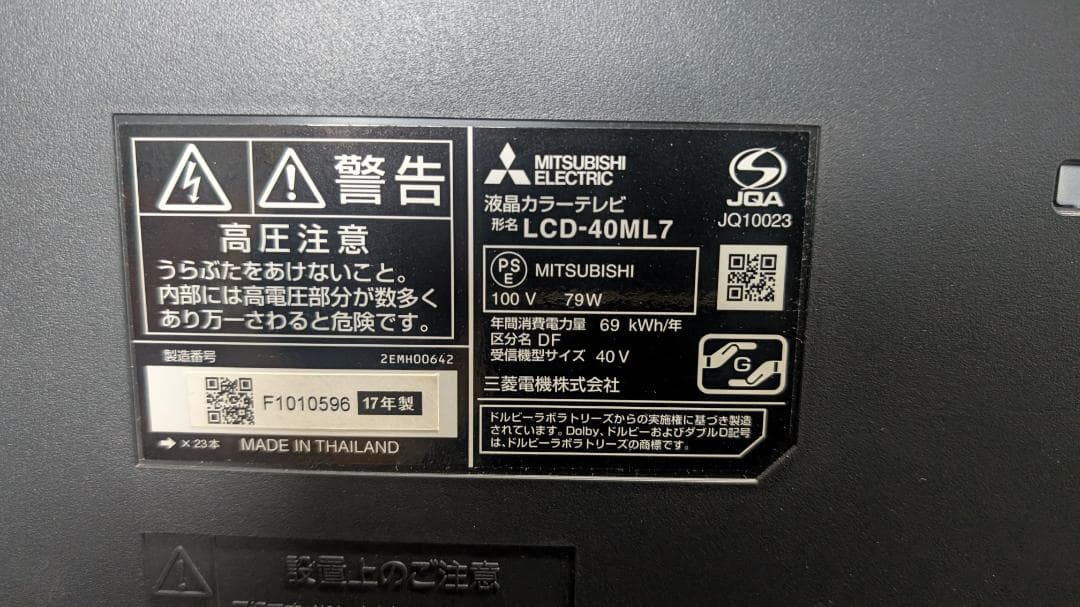 警告
高圧注意
うらぶたをあけないこと。
内部には高電圧部分が数多く
あり万一さわると危険です。
製造番号 2EMH00642
F1010596 17年製
➔ × 23本 MADE IN THAILAND
MITSUBISHI
ELECTRIC
液晶カラーテレビ
形名 LCD-40ML7
JQA
JQ10023
PS
E
MITSUBISHI
100 V 79W
年間消費電力量 69 kWh/年
区分名 DF
受信機型サイズ 40 V
G
三菱電機株式会社
ドルビーラボラトリーズからの実施権に基づき製造
されています。Dolby、ドルビーおよびダブルD記号
は、ドルビーラボラトリーズの商標です。
設置上のご注意